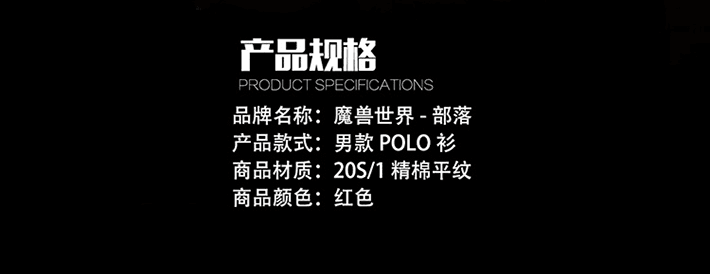 产品规格
PRODUCT SPECIFICATIONS
品牌名称：魔兽世界 - 部落
产品款式：男款 POLO 衫
商品材质：20S/1 精棉平纹
商品颜色：红色